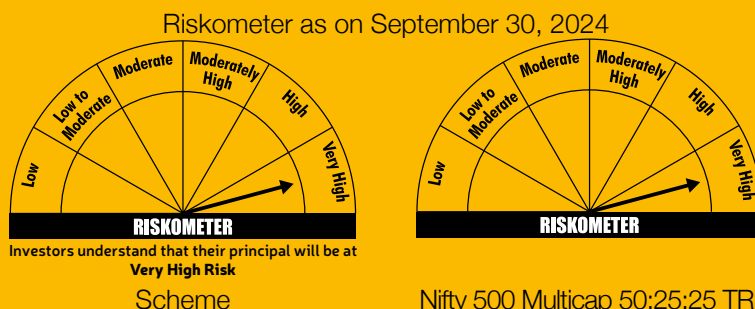 Riskometer as on September 30, 2024
Low
Low to
Moderate
Moderate
Moderately
High
High
Very High
RISKOMETER
Investors understand that their principal will be at
Very High Risk
Scheme
Low
Low to
Moderate
Moderate
Moderately
High
High
Very High
RISKOMETER
Nifty 500 Multicap 50:25:25 TR